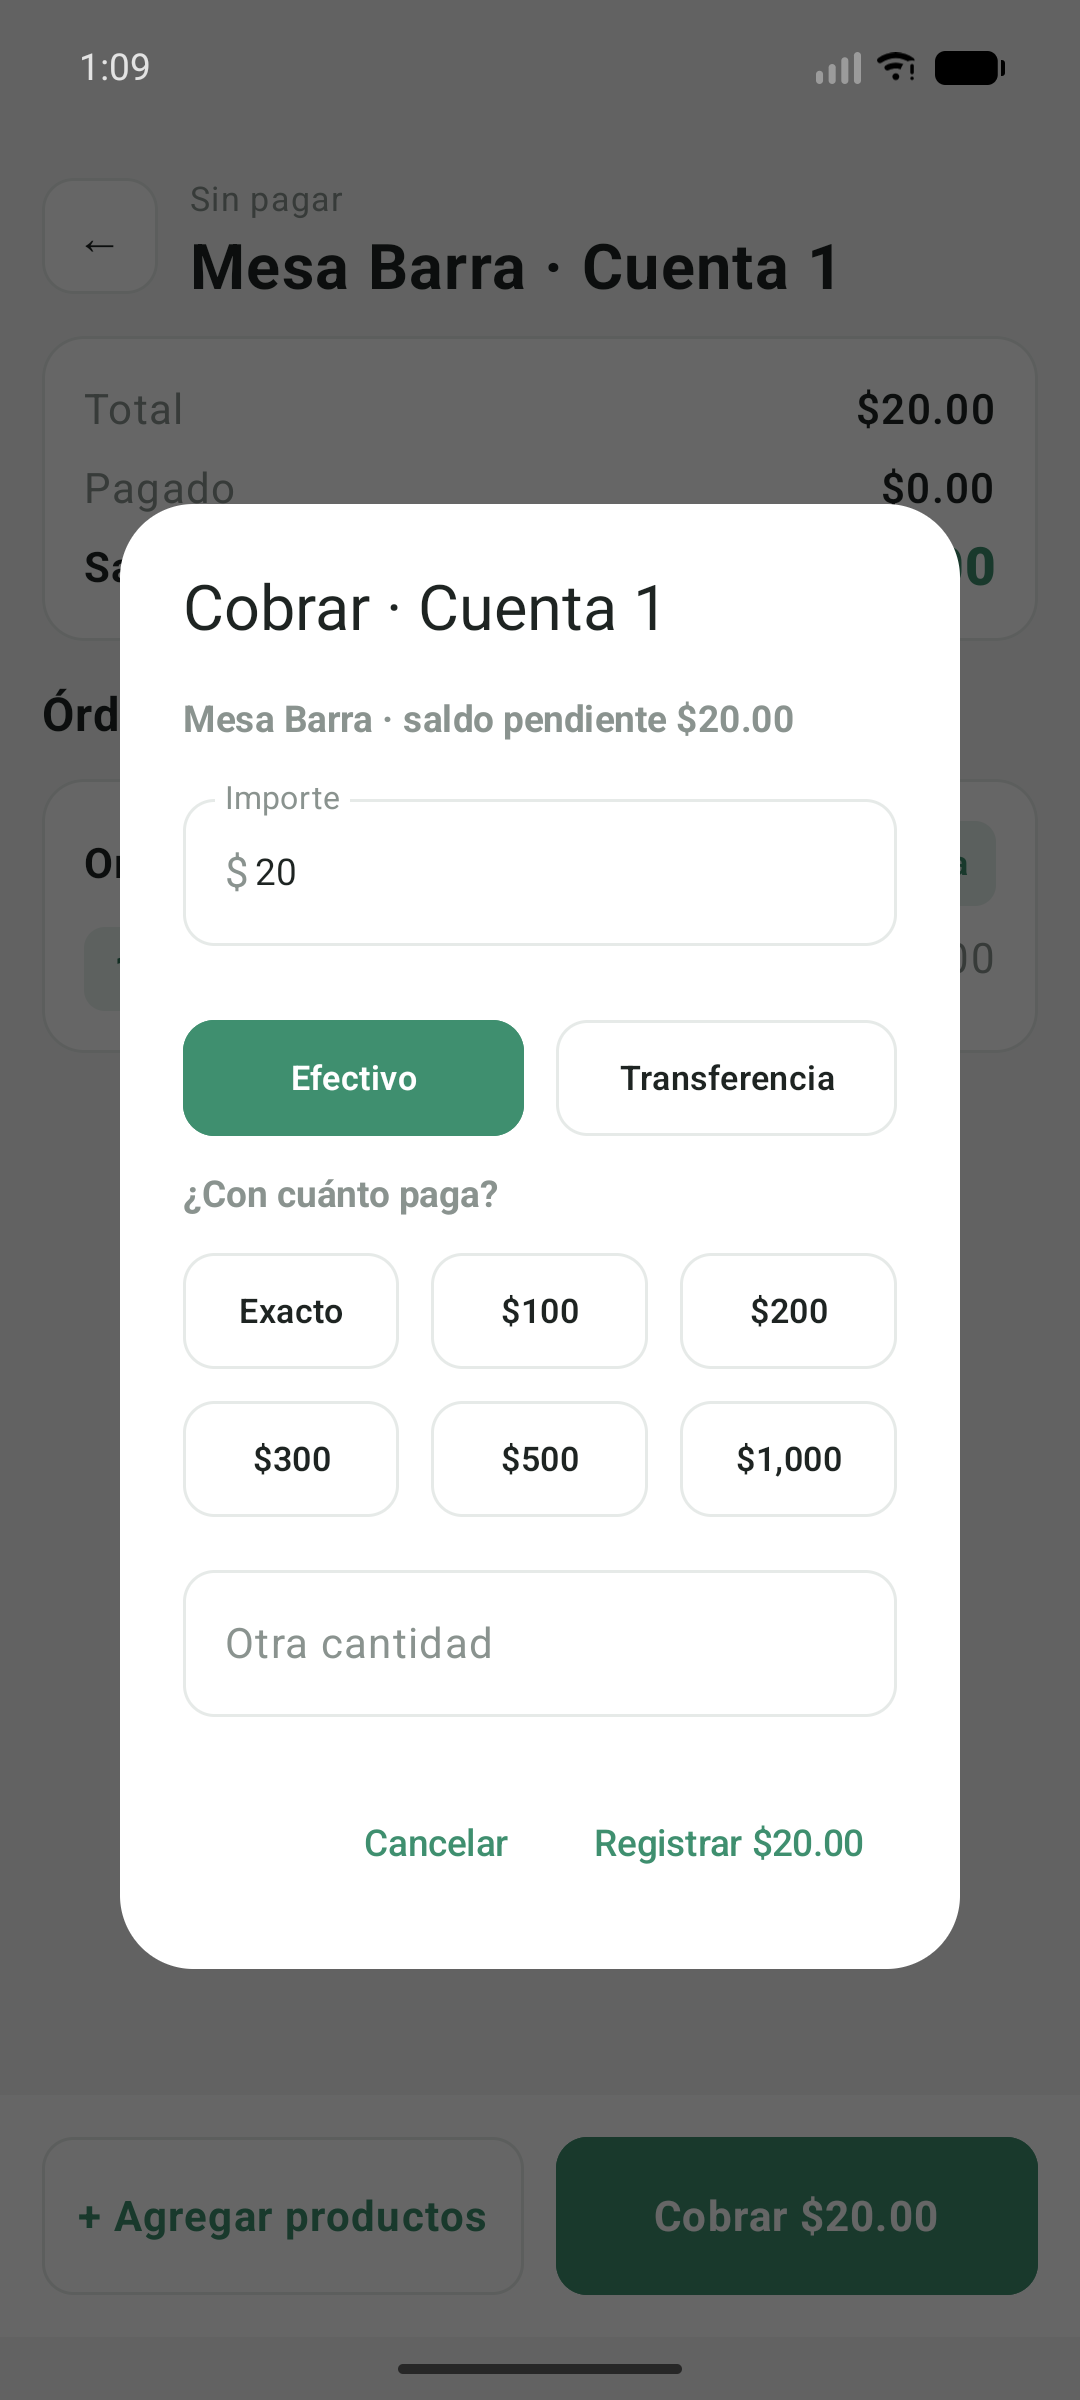 1:09
←
Sin pagar
Mesa Barra · Cuenta 1
Total $20.00
Pagado $0.00
Cobrar · Cuenta 1
Mesa Barra · saldo pendiente $20.00
Importe
$ 20
Efectivo Transferencia
¿Con cuánto paga?
Exacto $100 $200
$300 $500 $1,000
Otra cantidad
Cancelar Registrar $20.00
+ Agregar productos Cobrar $20.00